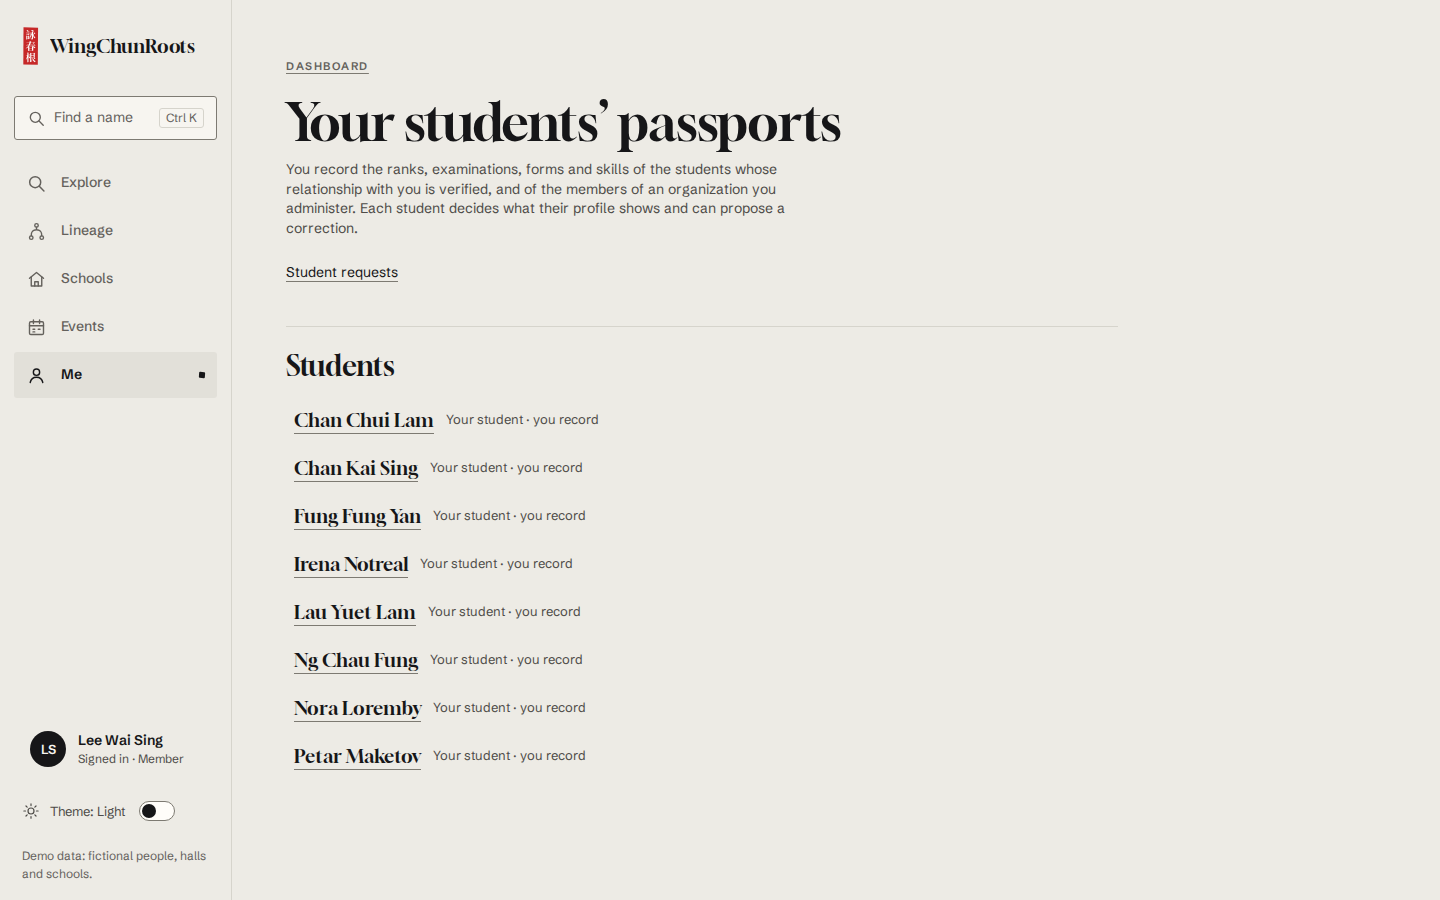 詠春根
WingChunRoots
Find a name
Ctrl K
Explore
Lineage
Schools
Events
Me
LS
Lee Wai Sing
Signed in · Member
Theme: Light
Demo data: fictional people, halls
and schools.
DASHBOARD
Your students’ passports
You record the ranks, examinations, forms and skills of the students whose
relationship with you is verified, and of the members of an organization you
administer. Each student decides what their profile shows and can propose a
correction.
Student requests
Students
Chan Chui Lam Your student · you record
Chan Kai Sing Your student · you record
Fung Fung Yan Your student · you record
Irena Notreal Your student · you record
Lau Yuet Lam Your student · you record
Ng Chau Fung Your student · you record
Nora Loremby Your student · you record
Petar Maketov Your student · you record